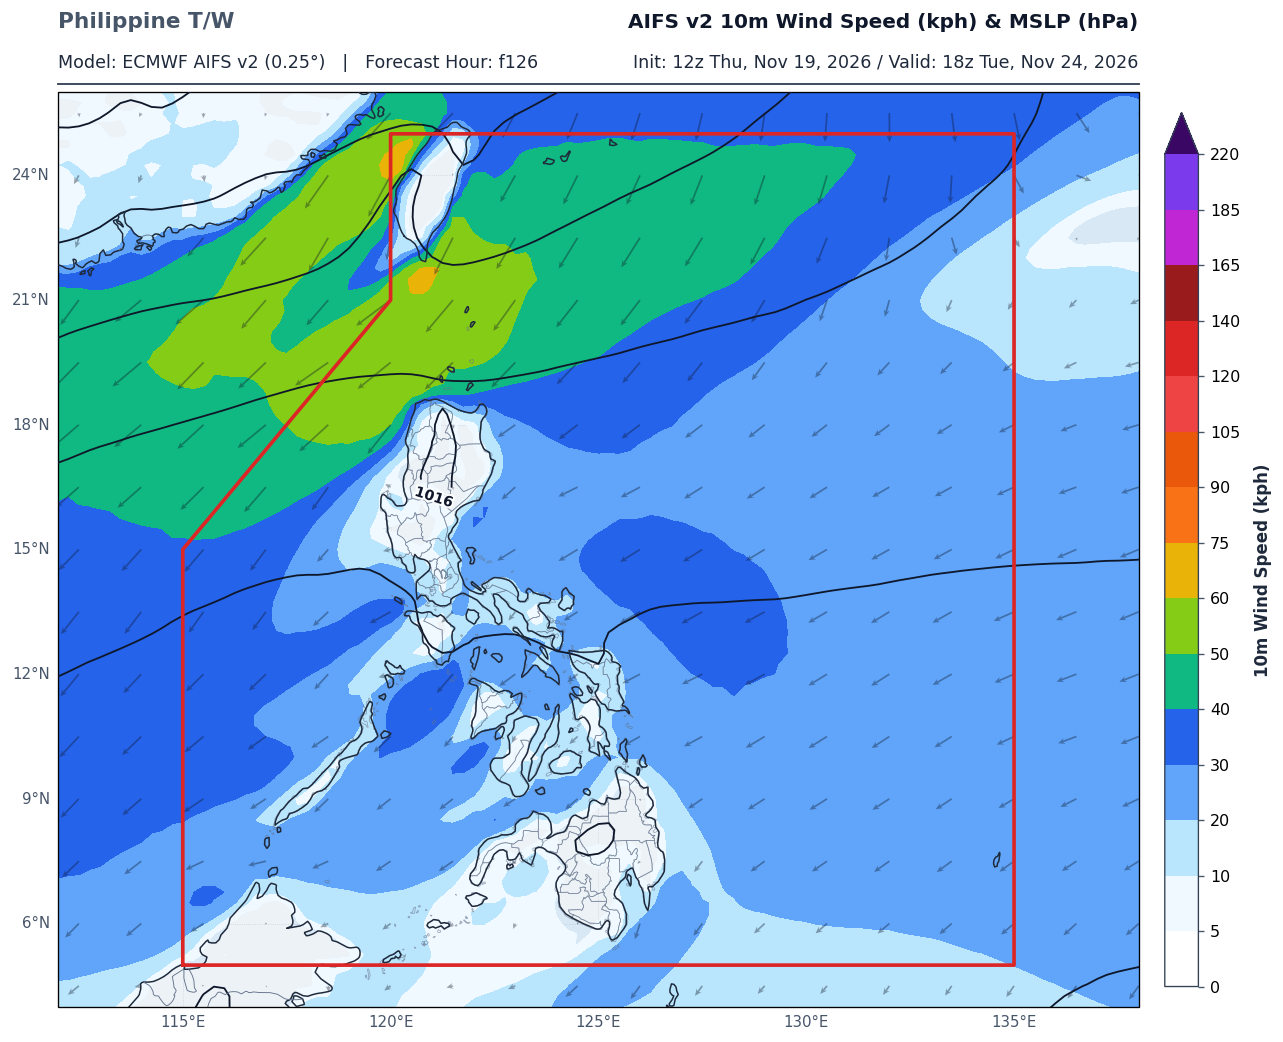 Philippine T/W
AIFS v2 10m Wind Speed (kph) & MSLP (hPa)
Model: ECMWF AIFS v2 (0.25°) | Forecast Hour: f126
Init: 12z Thu, Nov 19, 2026 / Valid: 18z Tue, Nov 24, 2026
24°N
21°N
18°N
15°N
12°N
9°N
6°N
1016
115°E
120°E
125°E
130°E
135°E
220
185
165
140
120
105
90
75
60
50
40
30
20
10
5
0
10m Wind Speed (kph)